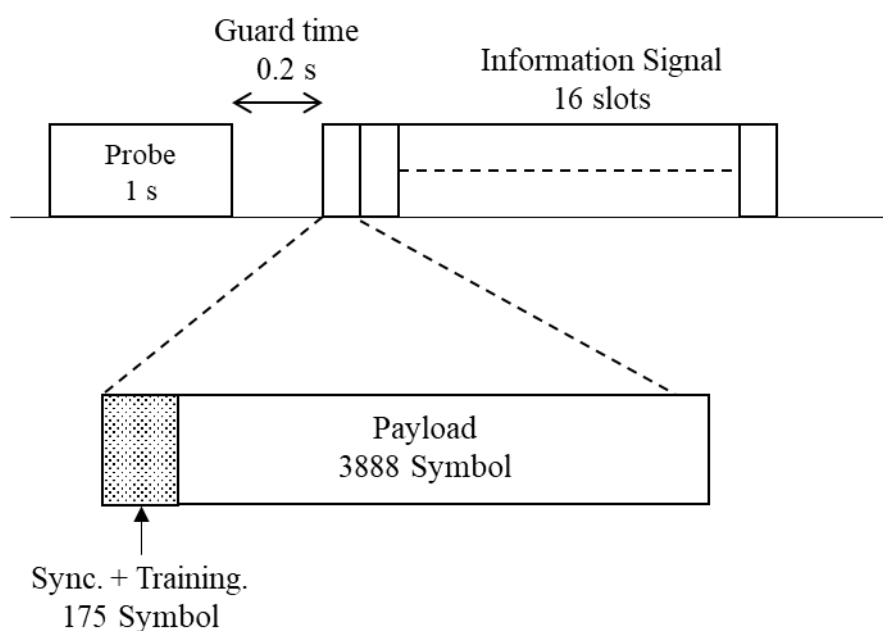 Guard time
0.2 s
Information Signal
16 slots
Probe
1 s
Payload
3888 Symbol
Sync. + Training.
175 Symbol